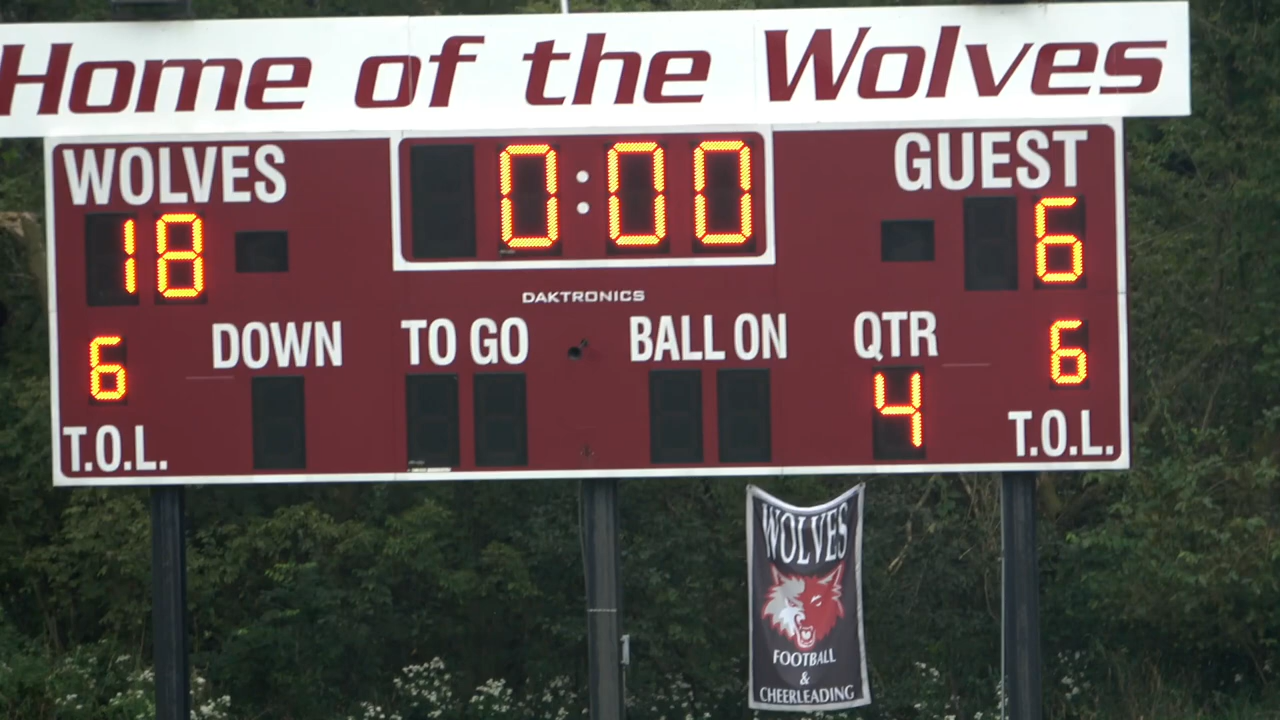 Home of the Wolves
WOLVES 0:00 GUEST
18 6
DAKTRONICS
DOWN TO GO BALL ON QTR
6 4 6
T.O.L. T.O.L.
WOLVES
FOOTBALL
&
CHEERLEADING